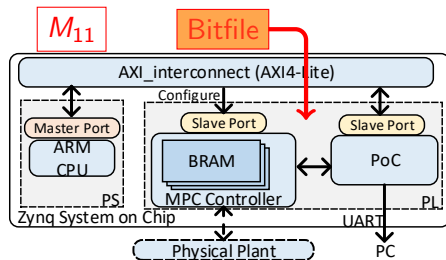 M11
Bitfile
AXI_interconnect (AXI4-Lite)
Configure
Master Port
Slave Port
Slave Port
ARM
CPU
BRAM
PoC
MPC Controller
PS
PL
Zynq System on Chip
UART
Physical Plant
PC